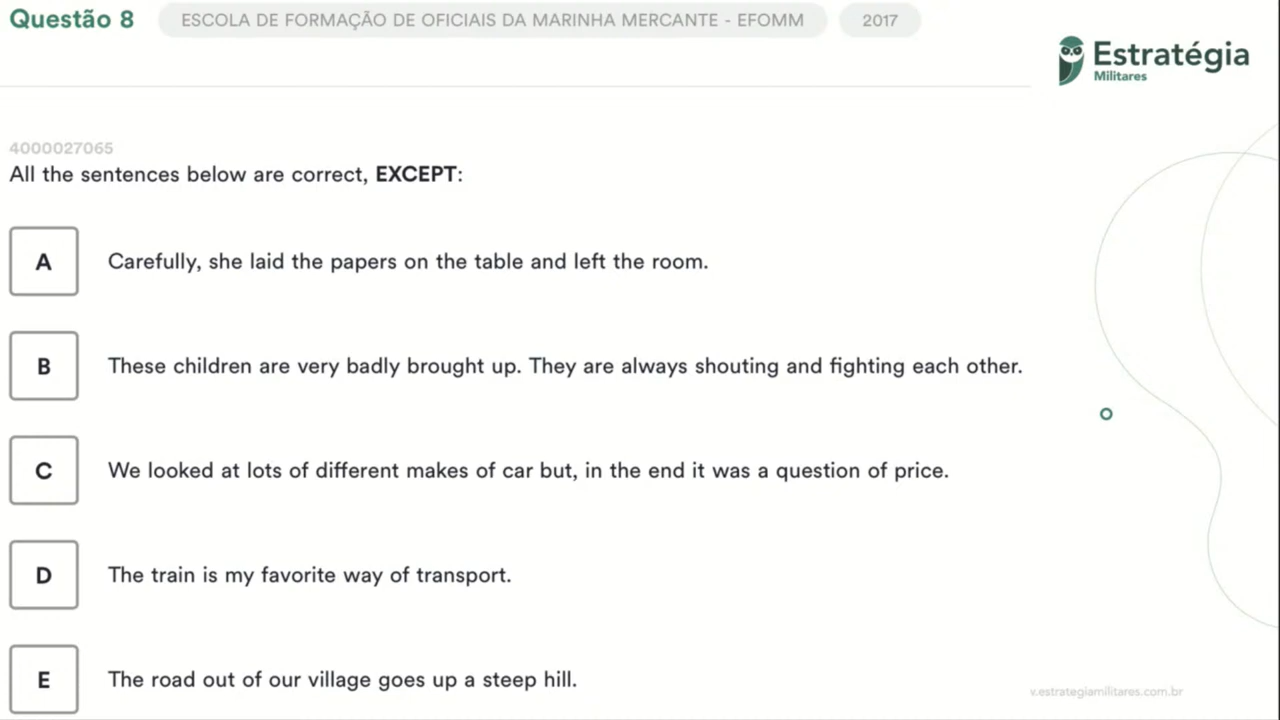 Questão 8 ESCOLA DE FORMAÇÃO DE OFICIAIS DA MARINHA MERCANTE - EFOMM 2017
Estratégia
Militares
4000027065
All the sentences below are correct, EXCEPT:
A Carefully, she laid the papers on the table and left the room.
B These children are very badly brought up. They are always shouting and fighting each other.
C We looked at lots of different makes of car but, in the end it was a question of price.
D The train is my favorite way of transport.
E The road out of our village goes up a steep hill.
v.estrategiamilitares.com.br